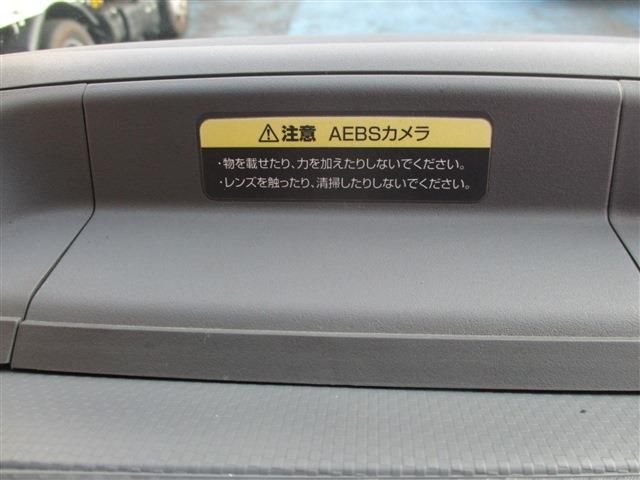 ⚠注意 AEBSカメラ
・物を載せたり、力を加えたりしないでください。
・レンズを触ったり、清掃したりしないでください。